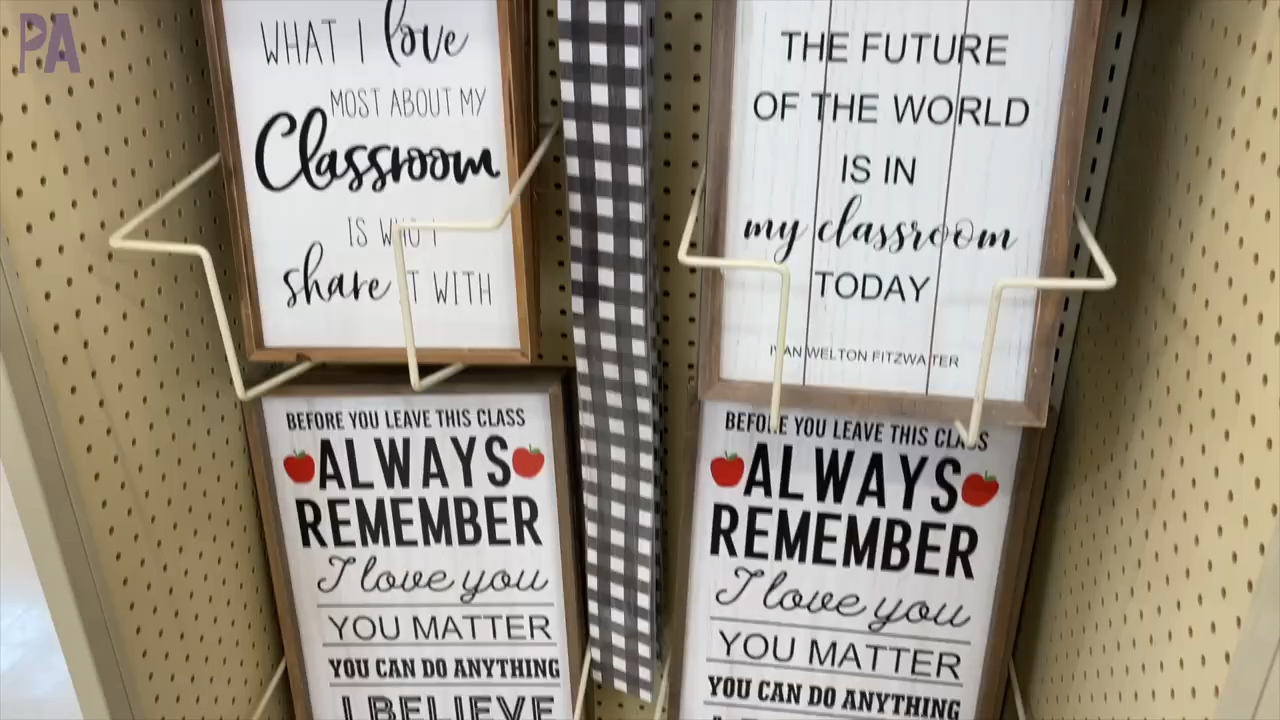 PA
WHAT I love
MOST ABOUT MY
Classroom
IS WHO I
share IT WITH
THE FUTURE
OF THE WORLD
IS IN
my classroom
TODAY
IVAN WELTON FITZWATER
BEFORE YOU LEAVE THIS CLASS
ALWAYS
REMEMBER
I love you
YOU MATTER
YOU CAN DO ANYTHING
I BELIEVE
BEFORE YOU LEAVE THIS CLASS
ALWAYS
REMEMBER
I love you
YOU MATTER
YOU CAN DO ANYTHING